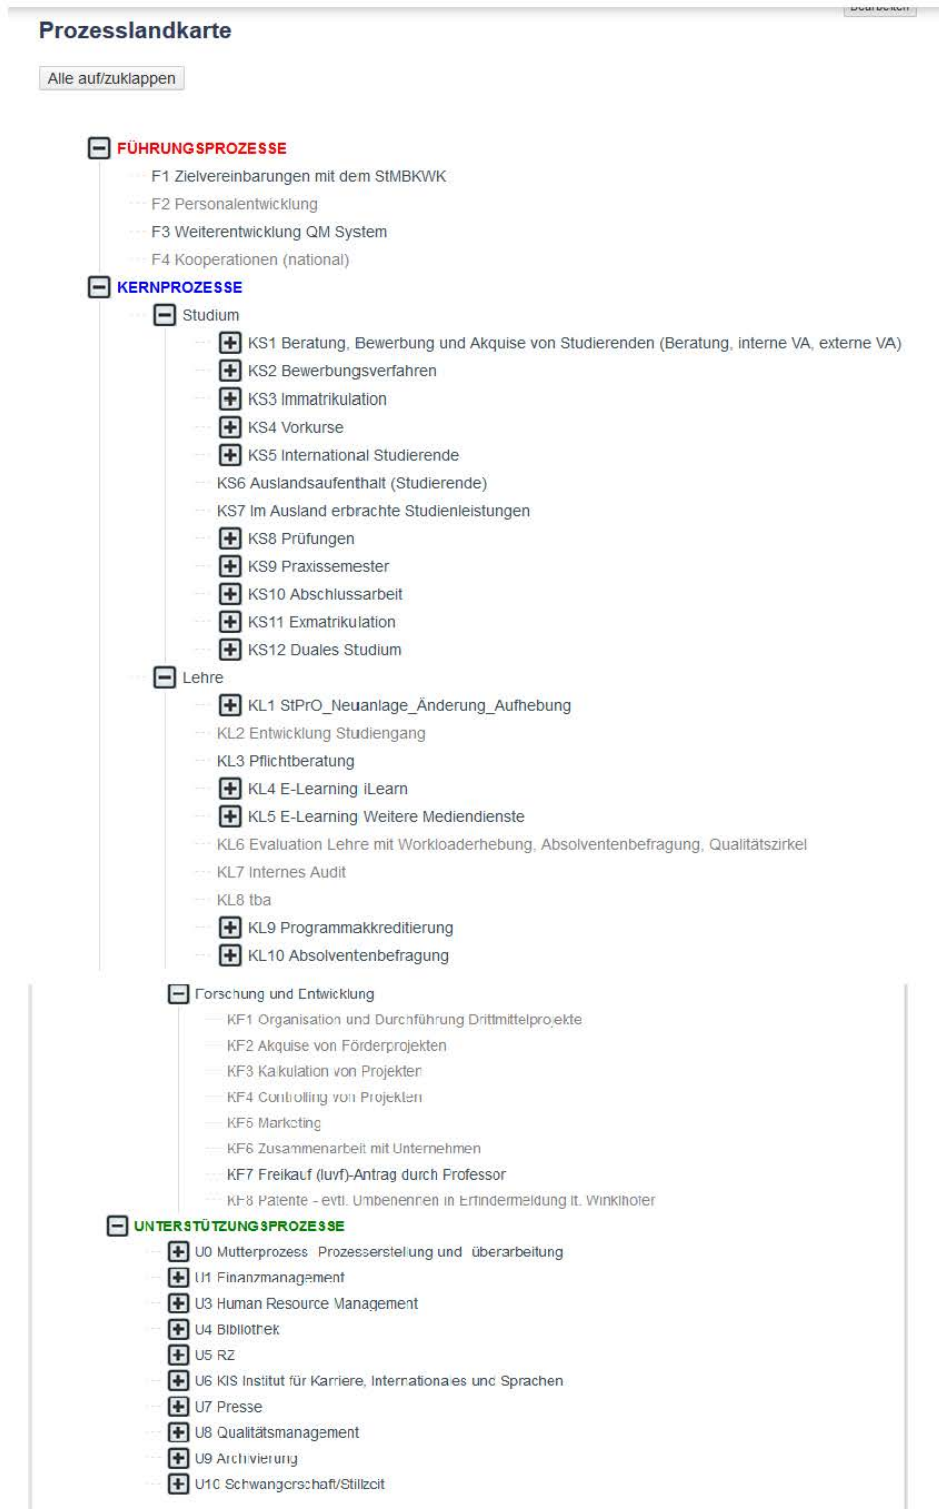 Bearbeiten
Prozesslandkarte
Alle auf/zuklappen
FÜHRUNGSPROZESSE
F1 Zielvereinbarungen mit dem StMBKWK
F2 Personalentwicklung
F3 Weiterentwicklung QM System
F4 Kooperationen (national)
KERNPROZESSE
Studium
KS1 Beratung, Bewerbung und Akquise von Studierenden (Beratung, interne VA, externe VA)
KS2 Bewerbungsverfahren
KS3 Immatrikulation
KS4 Vorkurse
KS5 International Studierende
KS6 Auslandsaufenthalt (Studierende)
KS7 Im Ausland erbrachte Studienleistungen
KS8 Prüfungen
KS9 Praxissemester
KS10 Abschlussarbeit
KS11 Exmatrikulation
KS12 Duales Studium
Lehre
KL1 StPrO_Neuanlage_Änderung_Aufhebung
KL2 Entwicklung Studiengang
KL3 Pflichtberatung
KL4 E-Learning iLearn
KL5 E-Learning Weitere Mediendienste
KL6 Evaluation Lehre mit Workloaderhebung, Absolventenbefragung, Qualitätszirkel
KL7 Internes Audit
KL8 tba
KL9 Programmakkreditierung
KL10 Absolventenbefragung
Forschung und Entwicklung
KF1 Organisation und Durchführung Drittmittelprojekte
KF2 Akquise von Förderprojekten
KF3 Kalkulation von Projekten
KF4 Controlling von Projekten
KF5 Marketing
KF6 Zusammenarbeit mit Unternehmen
KF7 Freikauf (luvf)-Antrag durch Professor
KF8 Patente - evtl. Umbenennen in Erfindermeldung lt. Winklhofer
UNTERSTÜTZUNGSPROZESSE
U0 Mutterprozess Prozesserstellung und überarbeitung
U1 Finanzmanagement
U3 Human Resource Management
U4 Bibliothek
U5 RZ
U6 KIS Institut für Karriere, Internationales und Sprachen
U7 Presse
U8 Qualitätsmanagement
U9 Archivierung
U10 Schwangerschaft/Stillzeit